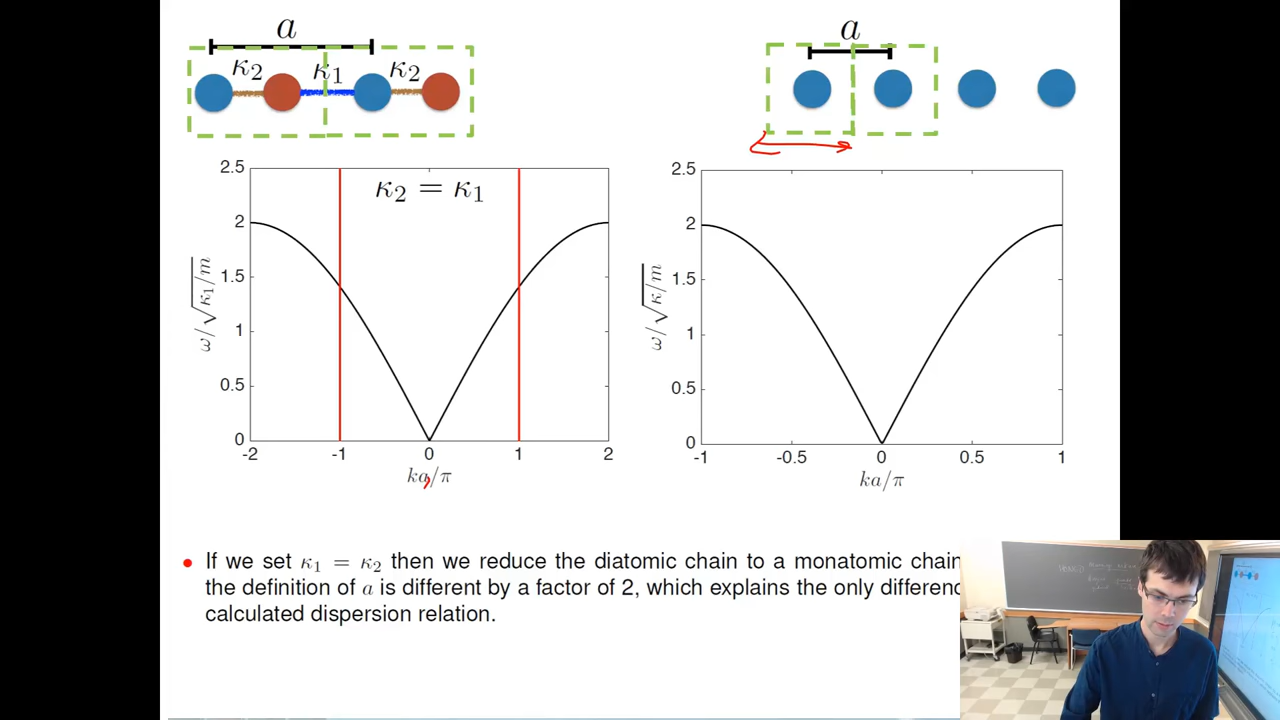 a
a
κ₂ κ₁ κ₂
2.5
2
1.5
1
0.5
0
ω/√κ₁/m
κ₂ = κ₁
-2 -1 0 1 2
ka/π
2.5
2
1.5
1
0.5
0
ω/√κ/m
-1 -0.5 0 0.5 1
ka/π
If we set κ₁ = κ₂ then we reduce the diatomic chain to a monatomic chain
the definition of a is different by a factor of 2, which explains the only differenc
calculated dispersion relation.